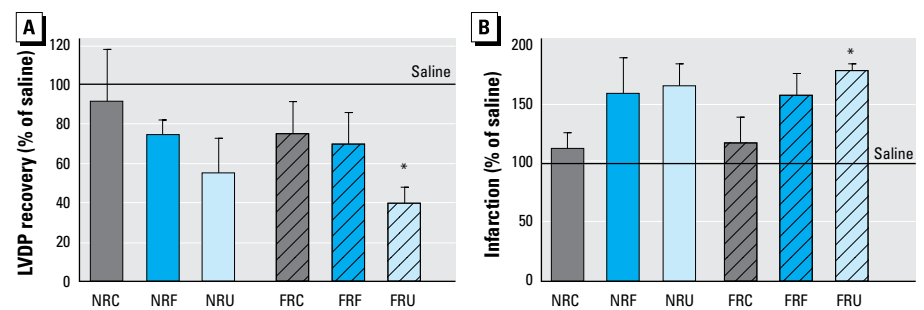 A
LVDP recovery (% of saline)
120
100
80
60
40
20
0
Saline
*
NRC NRF NRU FRC FRF FRU
B
Infarction (% of saline)
200
150
100
50
0
*
Saline
NRC NRF NRU FRC FRF FRU